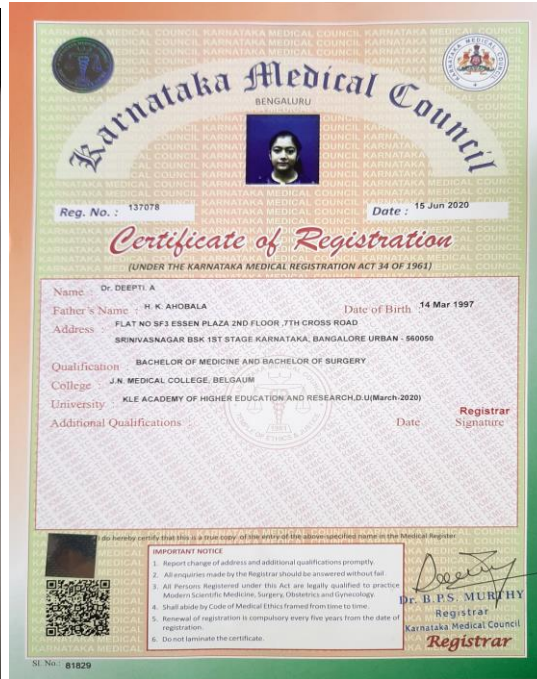 Karnataka Medical Council
BENGALURU
Reg. No. : 137078
Date : 15 Jun 2020
Certificate of Registration
(UNDER THE KARNATAKA MEDICAL REGISTRATION ACT 34 OF 1961)
Name : Dr. DEEPTI. A
Father's Name : H. K. AHOBALA
Date of Birth 14 Mar 1997
Address : FLAT NO SF3 ESSEN PLAZA 2ND FLOOR ,7TH CROSS ROAD
SRINIVASNAGAR BSK 1ST STAGE KARNATAKA, BANGALORE URBAN - 560050
Qualification BACHELOR OF MEDICINE AND BACHELOR OF SURGERY
College : J.N. MEDICAL COLLEGE, BELGAUM
University : KLE ACADEMY OF HIGHER EDUCATION AND RESEARCH,D.U(March-2020)
Additional Qualifications :
Date
Registrar
Signature
I do hereby certify that this is a true copy of the entry of the above-specified name in the Medical Register
IMPORTANT NOTICE
1. Report change of address and additional qualifications promptly.
2. All enquiries made by the Registrar should be answered without fail.
3. All Persons Registered under this Act are legally qualified to practice
Modern Scientific Medicine, Surgery, Obstetrics and Gynecology.
4. Shall abide by Code of Medical Ethics framed from time to time.
5. Renewal of registration is compulsory every five years from the date of
registration.
6. Do not laminate the certificate.
Dr. B.P.S. MURTHY
Registrar
Karnataka Medical Council
Registrar
Sl. No.: 81829